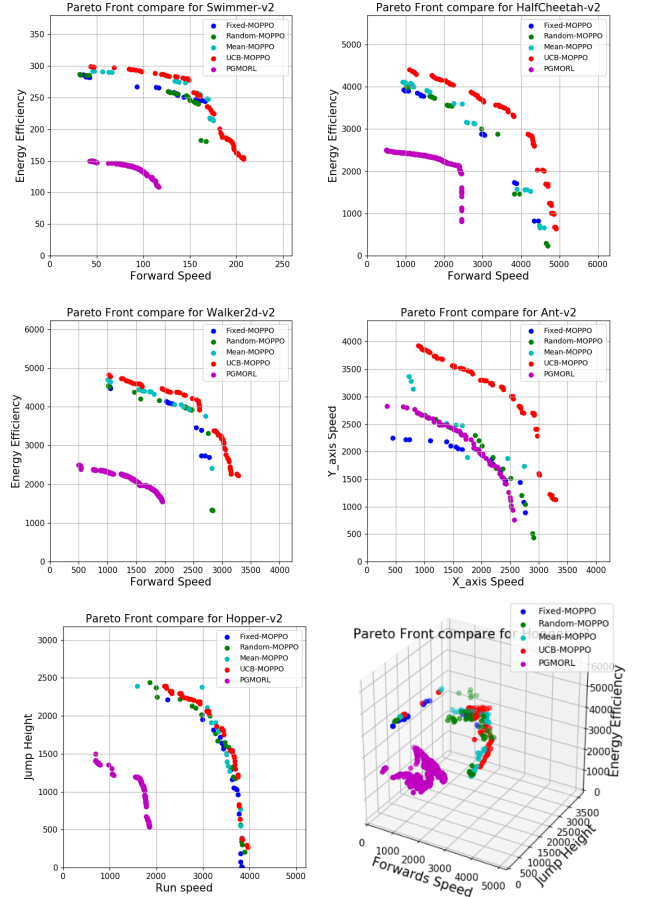 Pareto Front compare for Swimmer-v2
Fixed-MOPPO
Random-MOPPO
Mean-MOPPO
UCB-MOPPO
PGMORL
350
300
250
200
150
100
50
0
Energy Efficiency
0 50 100 150 200 250
Forward Speed
Pareto Front compare for HalfCheetah-v2
Fixed-MOPPO
Random-MOPPO
Mean-MOPPO
UCB-MOPPO
PGMORL
5000
4000
3000
2000
1000
0
Energy Efficiency
0 1000 2000 3000 4000 5000 6000
Forward Speed
Pareto Front compare for Walker2d-v2
Fixed-MOPPO
Random-MOPPO
Mean-MOPPO
UCB-MOPPO
PGMORL
6000
5000
4000
3000
2000
1000
0
Energy Efficiency
0 500 1000 1500 2000 2500 3000 3500 4000
Forward Speed
Pareto Front compare for Ant-v2
Fixed-MOPPO
Random-MOPPO
Mean-MOPPO
UCB-MOPPO
PGMORL
4000
3500
3000
2500
2000
1500
1000
500
0
Y_axis Speed
0 500 1000 1500 2000 2500 3000 3500 4000
X_axis Speed
Pareto Front compare for Hopper-v2
Fixed-MOPPO
Random-MOPPO
Mean-MOPPO
UCB-MOPPO
PGMORL
3000
2500
2000
1500
1000
500
0
Jump Height
0 1000 2000 3000 4000 5000
Run speed
Pareto Front compare for
Fixed-MOPPO
Random-MOPPO
Mean-MOPPO
UCB-MOPPO
PGMORL
6000
5000
4000
3000
2000
1000
0
Energy Efficiency
3500
3000
2500
2000
1500
1000
500
0
Jump Height
0 1000 2000 3000 4000 5000
Forwards Speed